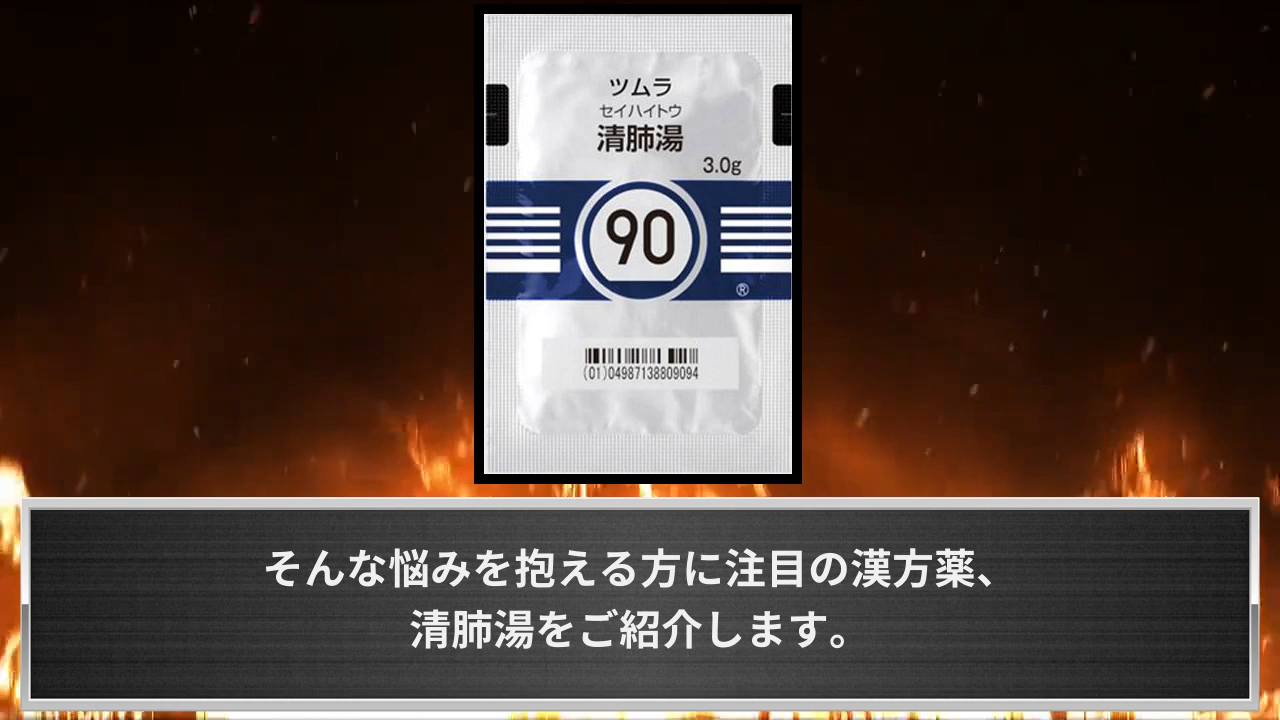 ツムラ
セイハイトウ
清肺湯
3.0g
90
®
(01)04987138809094
そんな悩みを抱える方に注目の漢方薬、
清肺湯をご紹介します。